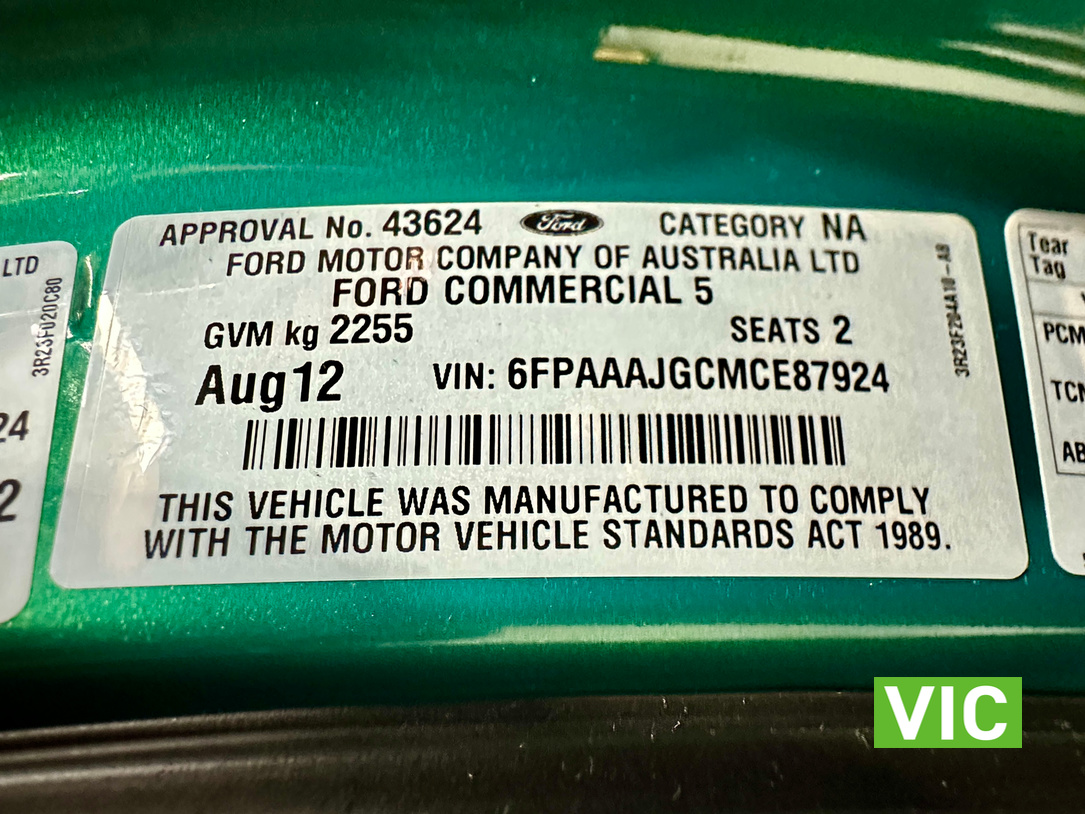 APPROVAL No. 43624 Ford CATEGORY NA
FORD MOTOR COMPANY OF AUSTRALIA LTD
FORD COMMERCIAL 5
GVM kg 2255 SEATS 2
Aug12 VIN: 6FPAAAJGCMCE87924
THIS VEHICLE WAS MANUFACTURED TO COMPLY
WITH THE MOTOR VEHICLE STANDARDS ACT 1989.
3R23F294A10-AB
LTD
3R23F020C80
24
2
Tear
Tag
PCM
TCM
AB
VIC